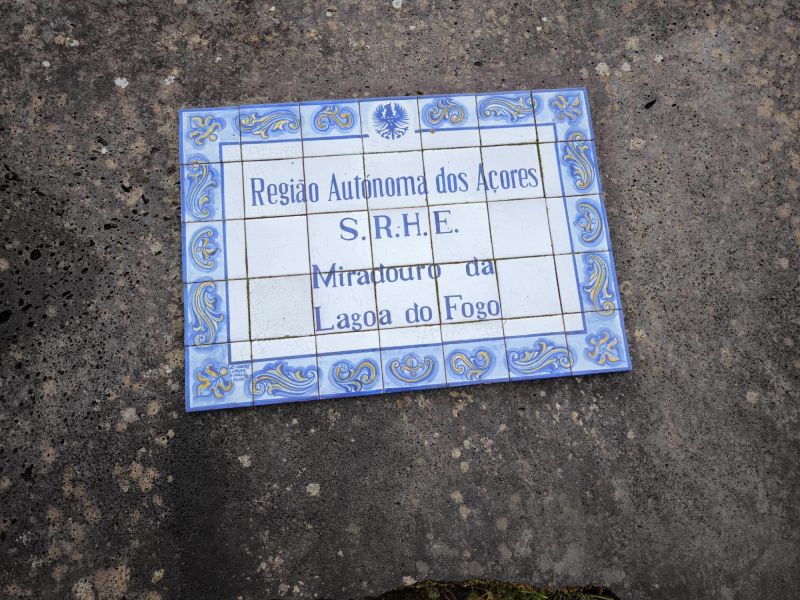 Região Autónoma dos Açores
S.R.H.E.
Miradouro da
Lagoa do Fogo